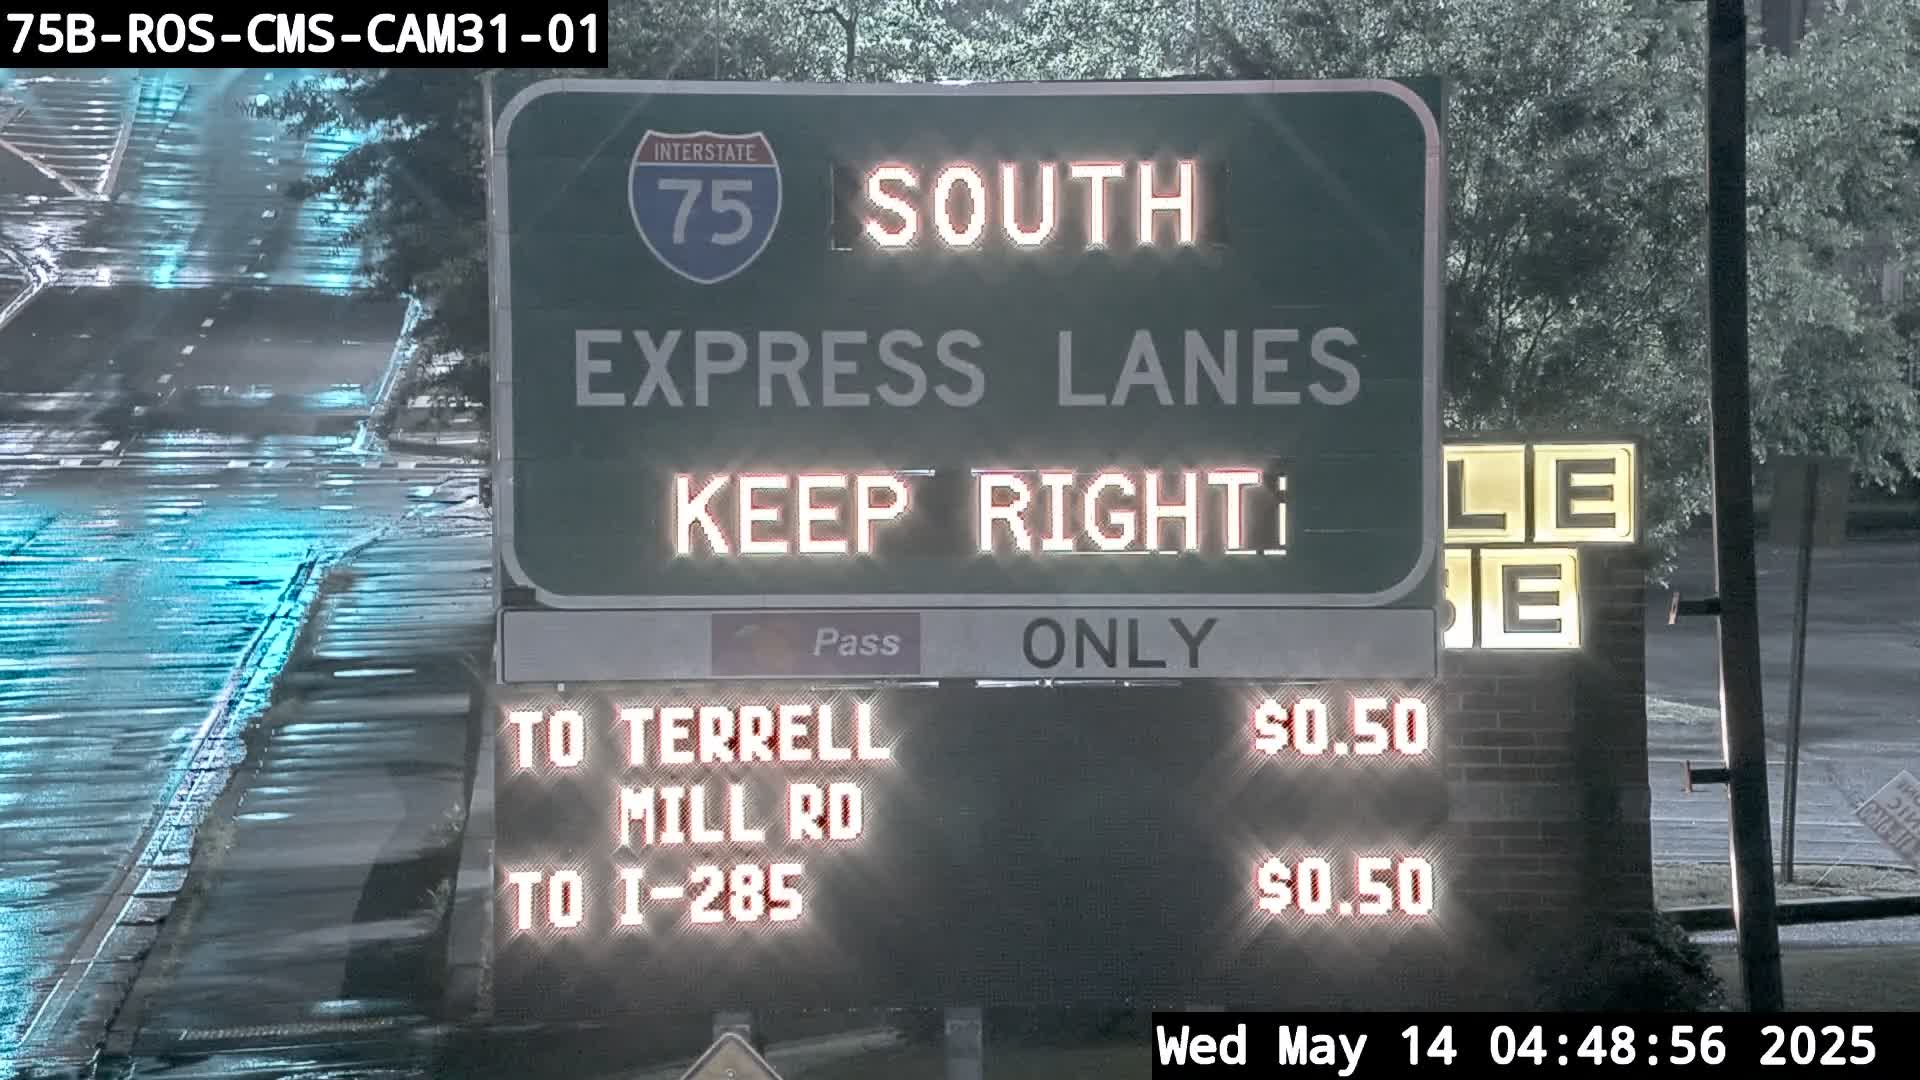 75B-ROS-CMS-CAM31-01
INTERSTATE
75
SOUTH
EXPRESS LANES
KEEP RIGHT
Pass ONLY
TO TERRELL $0.50
MILL RD
TO I-285 $0.50
LE
E
Wed May 14 04:48:56 2025